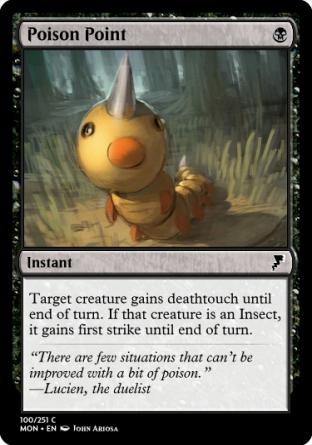 Poison Point
Instant
Target creature gains deathtouch until
end of turn. If that creature is an Insect,
it gains first strike until end of turn.
“There are few situations that can’t be
improved with a bit of poison.”
—Lucien, the duelist
100/251 C
MON • EN John Ariosa